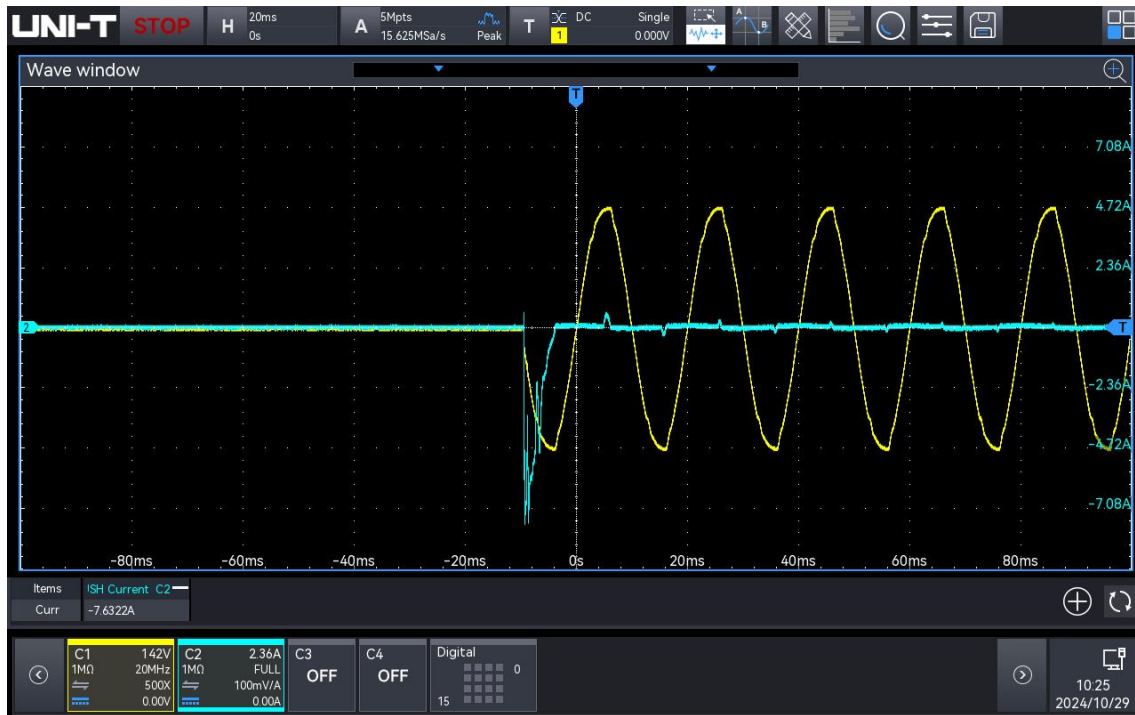 UNI-T STOP H 20ms 0s A 5Mpts 15.625MSa/s Peak T DC 1 Single 0.000V A B
Wave window
T
7.08A
4.72A
2.36A
2 T
-2.36A
-4.72A
-7.08A
-80ms -60ms -40ms -20ms 0s 20ms 40ms 60ms 80ms
Items SH Current C2
Curr -7.6322A
C1 142V C2 2.36A C3 C4 Digital
1MΩ 20MHz 1MΩ FULL OFF OFF 0
500X 100mV/A
0.00V 0.00A 15
10:25
2024/10/29